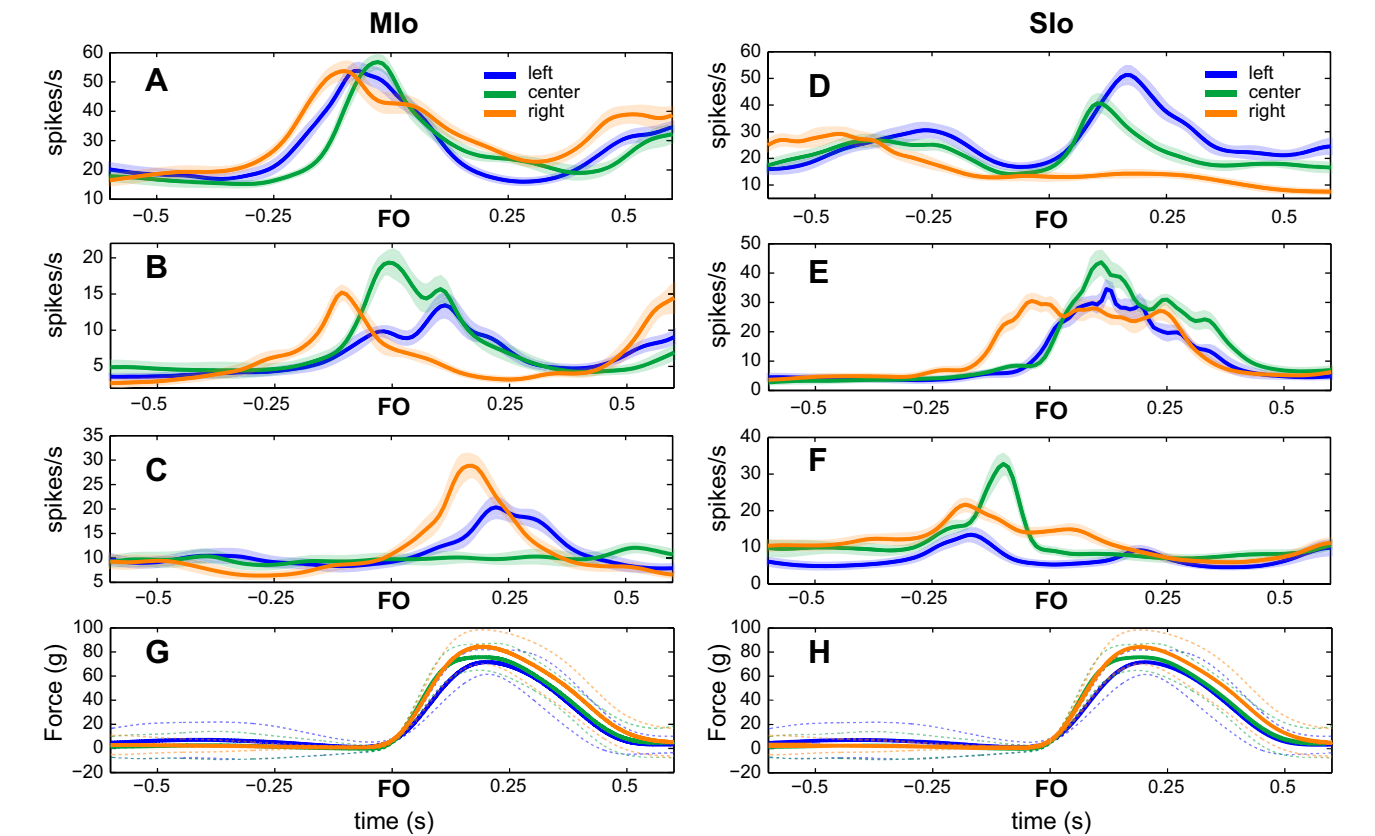 MIo
SIo
A
spikes/s
60
50
40
30
20
10
left
center
right
−0.5
−0.25
FO
0.25
0.5
D
spikes/s
60
50
40
30
20
10
left
center
right
−0.5
−0.25
FO
0.25
0.5
B
spikes/s
20
15
10
5
−0.5
−0.25
FO
0.25
0.5
E
spikes/s
50
40
30
20
10
0
−0.5
−0.25
FO
0.25
0.5
C
spikes/s
35
30
25
20
15
10
5
−0.5
−0.25
FO
0.25
0.5
F
spikes/s
40
30
20
10
0
−0.5
−0.25
FO
0.25
0.5
G
Force (g)
100
80
60
40
20
0
−20
−0.5
−0.25
FO
0.25
0.5
time (s)
H
Force (g)
100
80
60
40
20
0
−20
−0.5
−0.25
FO
0.25
0.5
time (s)